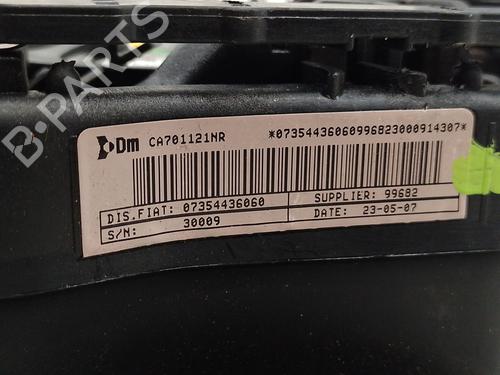 B-PARTS
Dm CA701121NR *07354436060996823000914307*
DIS.FIAT: 07354436060 SUPPLIER: 99682
S/N: 30009 DATE: 23-05-07